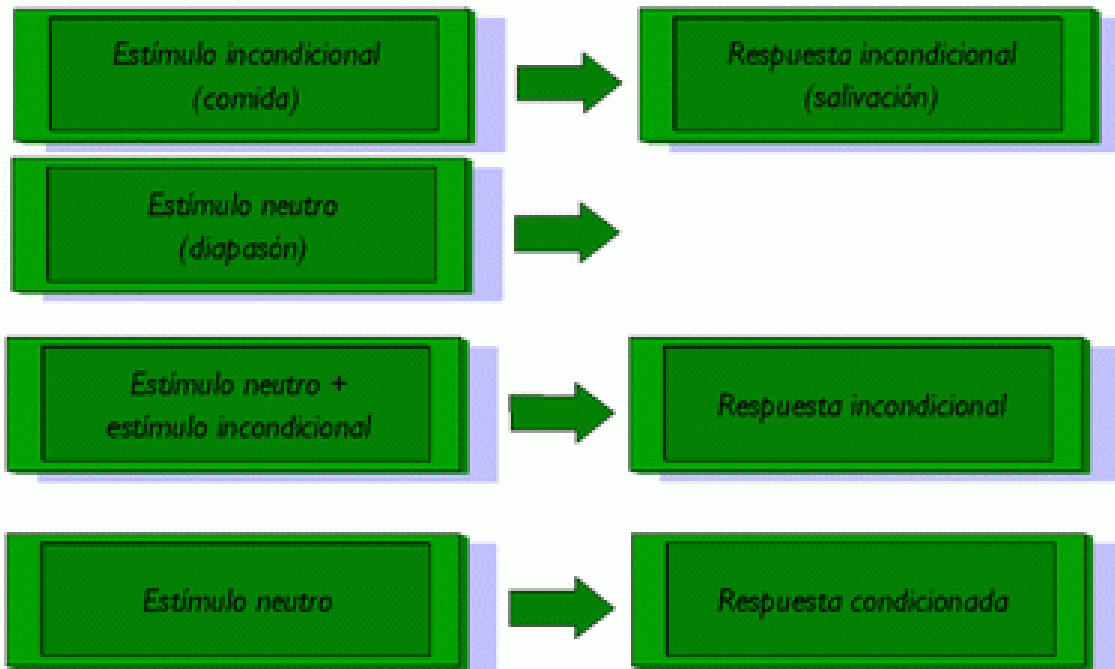 Estímulo incondicional
(comida)
Respuesta incondicional
(salivación)
Estímulo neutro
(diapasón)
Estímulo neutro +
estímulo incondicional
Respuesta incondicional
Estímulo neutro
Respuesta condicionada